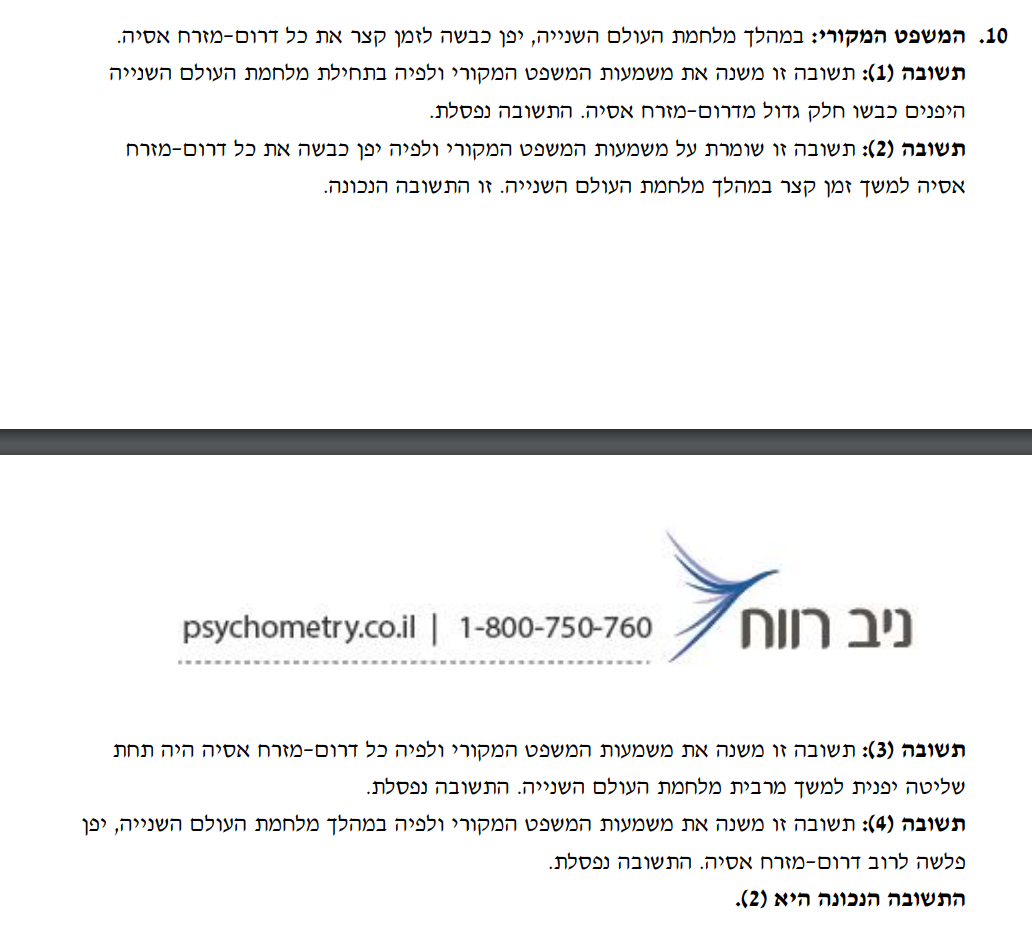 10. המשפט המקורי: במהלך מלחמת העולם השנייה, יפן כבשה לזמן קצר את כל דרום-מזרח אסיה.
תשובה (1): תשובה זו משנה את משמעות המשפט המקורי ולפיה בתחילת מלחמת העולם השנייה
היפנים כבשו חלק גדול מדרום-מזרח אסיה. התשובה נפסלת.
תשובה (2): תשובה זו שומרת על משמעות המשפט המקורי ולפיה יפן כבשה את כל דרום-מזרח
אסיה למשך זמן קצר במהלך מלחמת העולם השנייה. זו התשובה הנכונה.
ניב רווח
psychometry.co.il | 1-800-750-760
תשובה (3): תשובה זו משנה את משמעות המשפט המקורי ולפיה כל דרום-מזרח אסיה היה תחת
שליטה יפנית למשך מרבית מלחמת העולם השנייה. התשובה נפסלת.
תשובה (4): תשובה זו משנה את משמעות המשפט המקורי ולפיה במהלך מלחמת העולם השנייה, יפן
פלשה לרוב דרום-מזרח אסיה. התשובה נפסלת.
התשובה הנכונה היא (2).